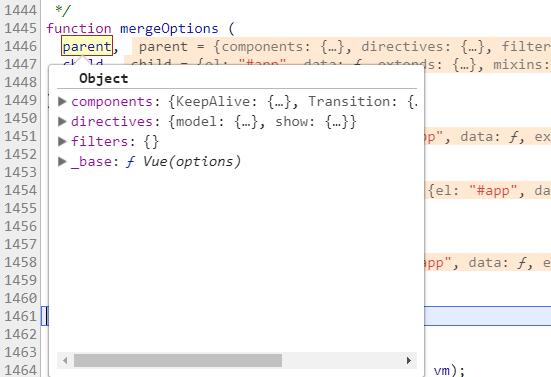 1444 */
1445 function mergeOptions (
1446 parent, parent = {components: {…}, directives: {…}, filter
1447 child, child = {el: "#app", data: ƒ, extends: {…}, mixins:
1448
Object
▶ components: {KeepAlive: {…}, Transition: {.
1449
1450
▶ directives: {model: {…}, show: {…}}
1451 pp", data: ƒ, ex
▶ filters: {}
1452
▶ _base: ƒ Vue(options)
1453
1454 {el: "#app", da
1455
1456
1457
1458 app", data: ƒ, e
1459
1460
1461
1462
1463
1464 vm);